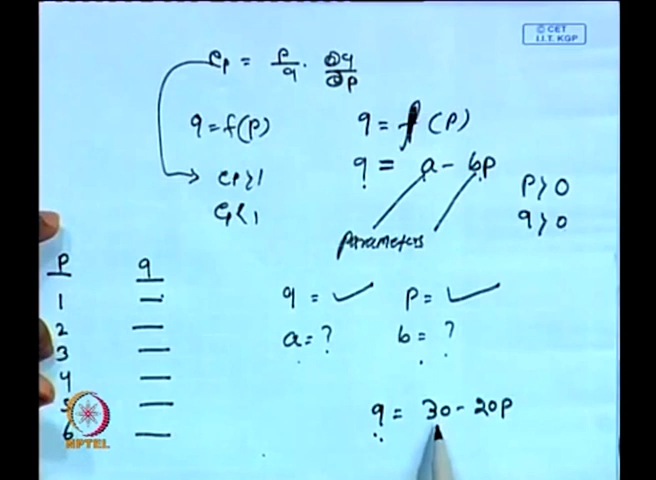 © CET
I.I.T. KGP
ep = p/q · ∂q/∂p
q = f(P) q = f (P)
q = a - bp
ep > 1 p > 0
ep < 1 q > 0
Parameters
P q
1 —
2 —
3 —
4 —
5 —
6 —
q = ✓ p = ✓
a = ? b = ?
q = 30 - 20p
NPTEL